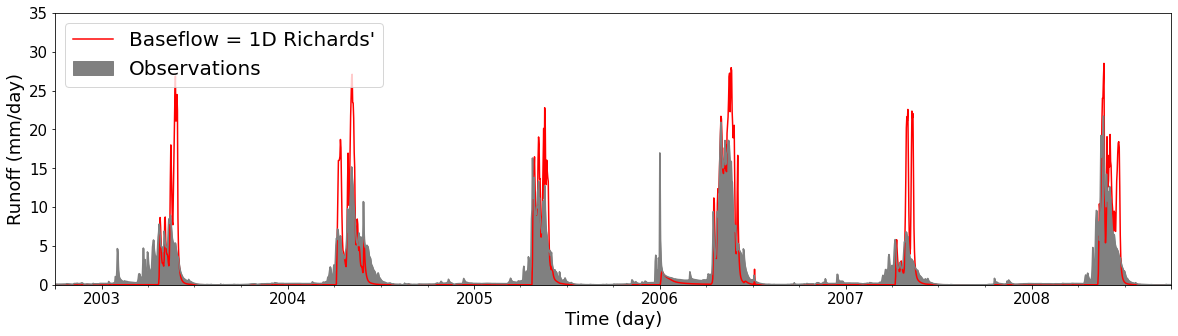 35
30
25
20
15
10
5
0
Runoff (mm/day)
Baseflow = 1D Richards'
Observations
2003 2004 2005 2006 2007 2008
Time (day)